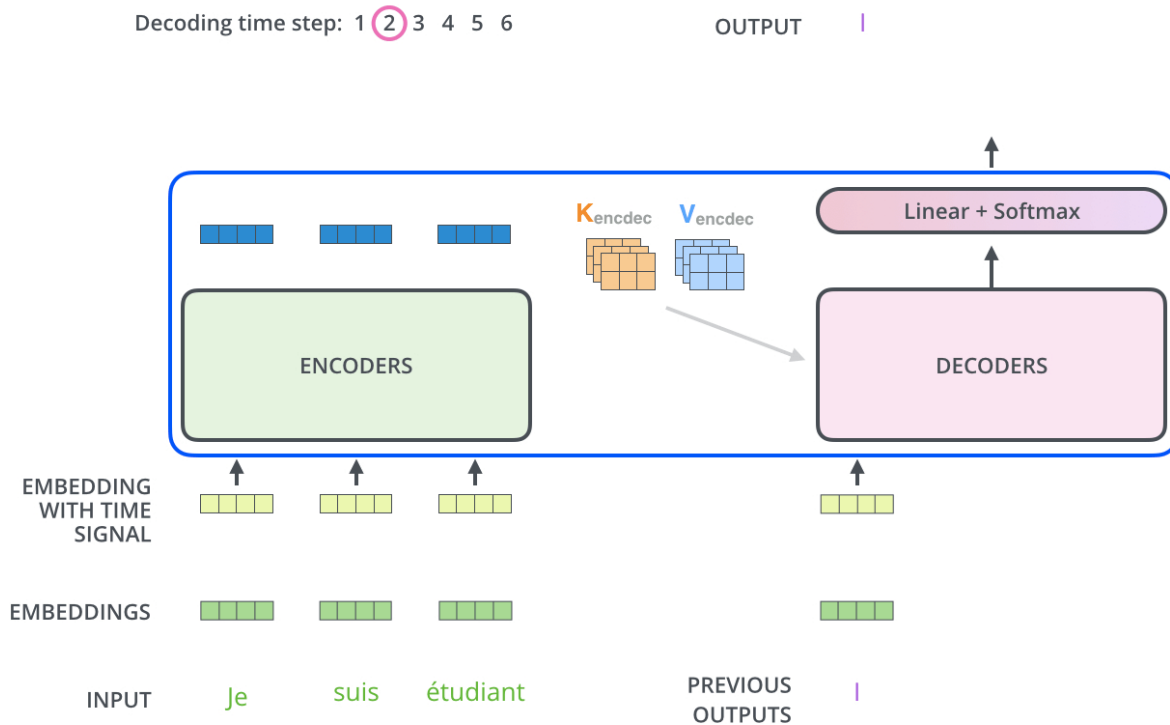 Decoding time step: 1 2 3 4 5 6
OUTPUT I
Kencdec Vencdec
Linear + Softmax
ENCODERS
DECODERS
EMBEDDING
WITH TIME
SIGNAL
EMBEDDINGS
INPUT Je suis étudiant
PREVIOUS
OUTPUTS
I